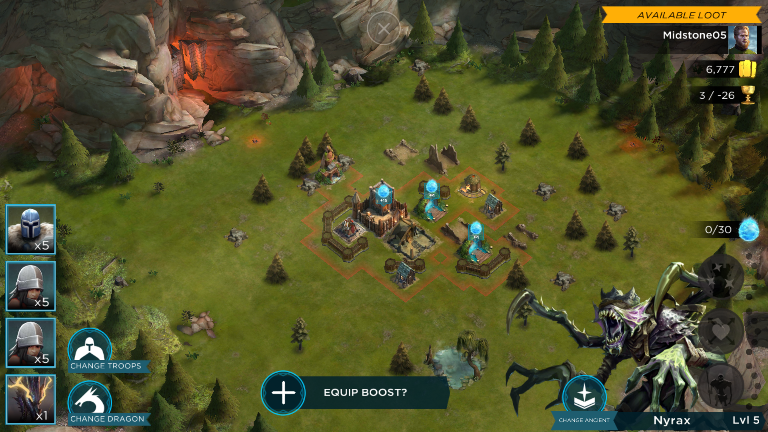 AVAILABLE LOOT
Midstone05
6,777
3 / -26
0/30
x5
x5
x5
x1
CHANGE TROOPS
CHANGE DRAGON
EQUIP BOOST?
CHANGE ANCIENT
Nyrax
Lvl 5